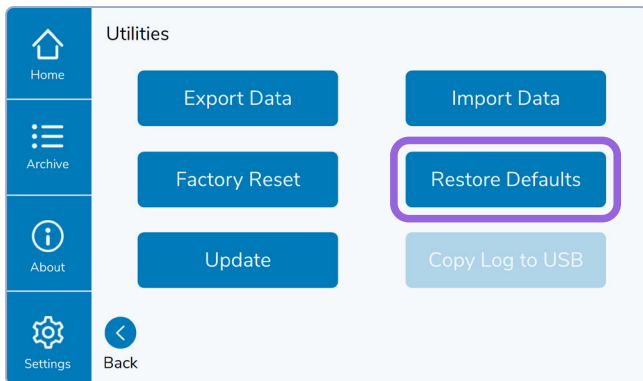 Utilities
Home
Export Data
Import Data
Archive
Factory Reset
Restore Defaults
About
Update
Copy Log to USB
Settings
Back